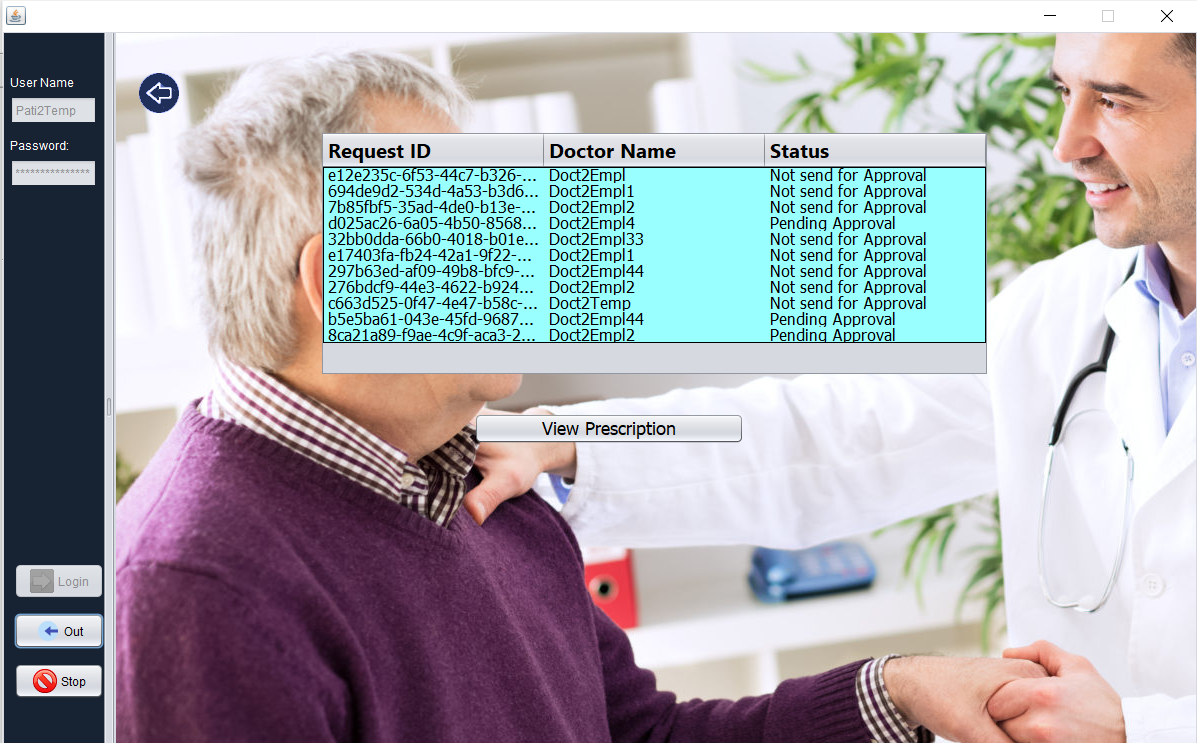 User Name
Pati2Temp
Password:
***************
Request ID Doctor Name Status
e12e235c-6f53-44c7-b326-... Doct2Empl Not send for Approval
694de9d2-534d-4a53-b3d6... Doct2Empl1 Not send for Approval
7b85fbf5-35ad-4de0-b13e-... Doct2Empl2 Not send for Approval
d025ac26-6a05-4b50-8568... Doct2Empl4 Pending Approval
32bb0dda-66b0-4018-b01e... Doct2Empl33 Not send for Approval
e17403fa-fb24-42a1-9f22-... Doct2Empl1 Not send for Approval
297b63ed-af09-49b8-bfc9-... Doct2Empl44 Not send for Approval
276bdcf9-44e3-4622-b924... Doct2Empl2 Not send for Approval
c663d525-0f47-4e47-b58c-... Doct2Temp Not send for Approval
b5e5ba61-043e-45fd-9687... Doct2Empl44 Pending Approval
8ca21a89-f9ae-4c9f-aca3-2... Doct2Empl2 Pending Approval
View Prescription
Login
Out
Stop